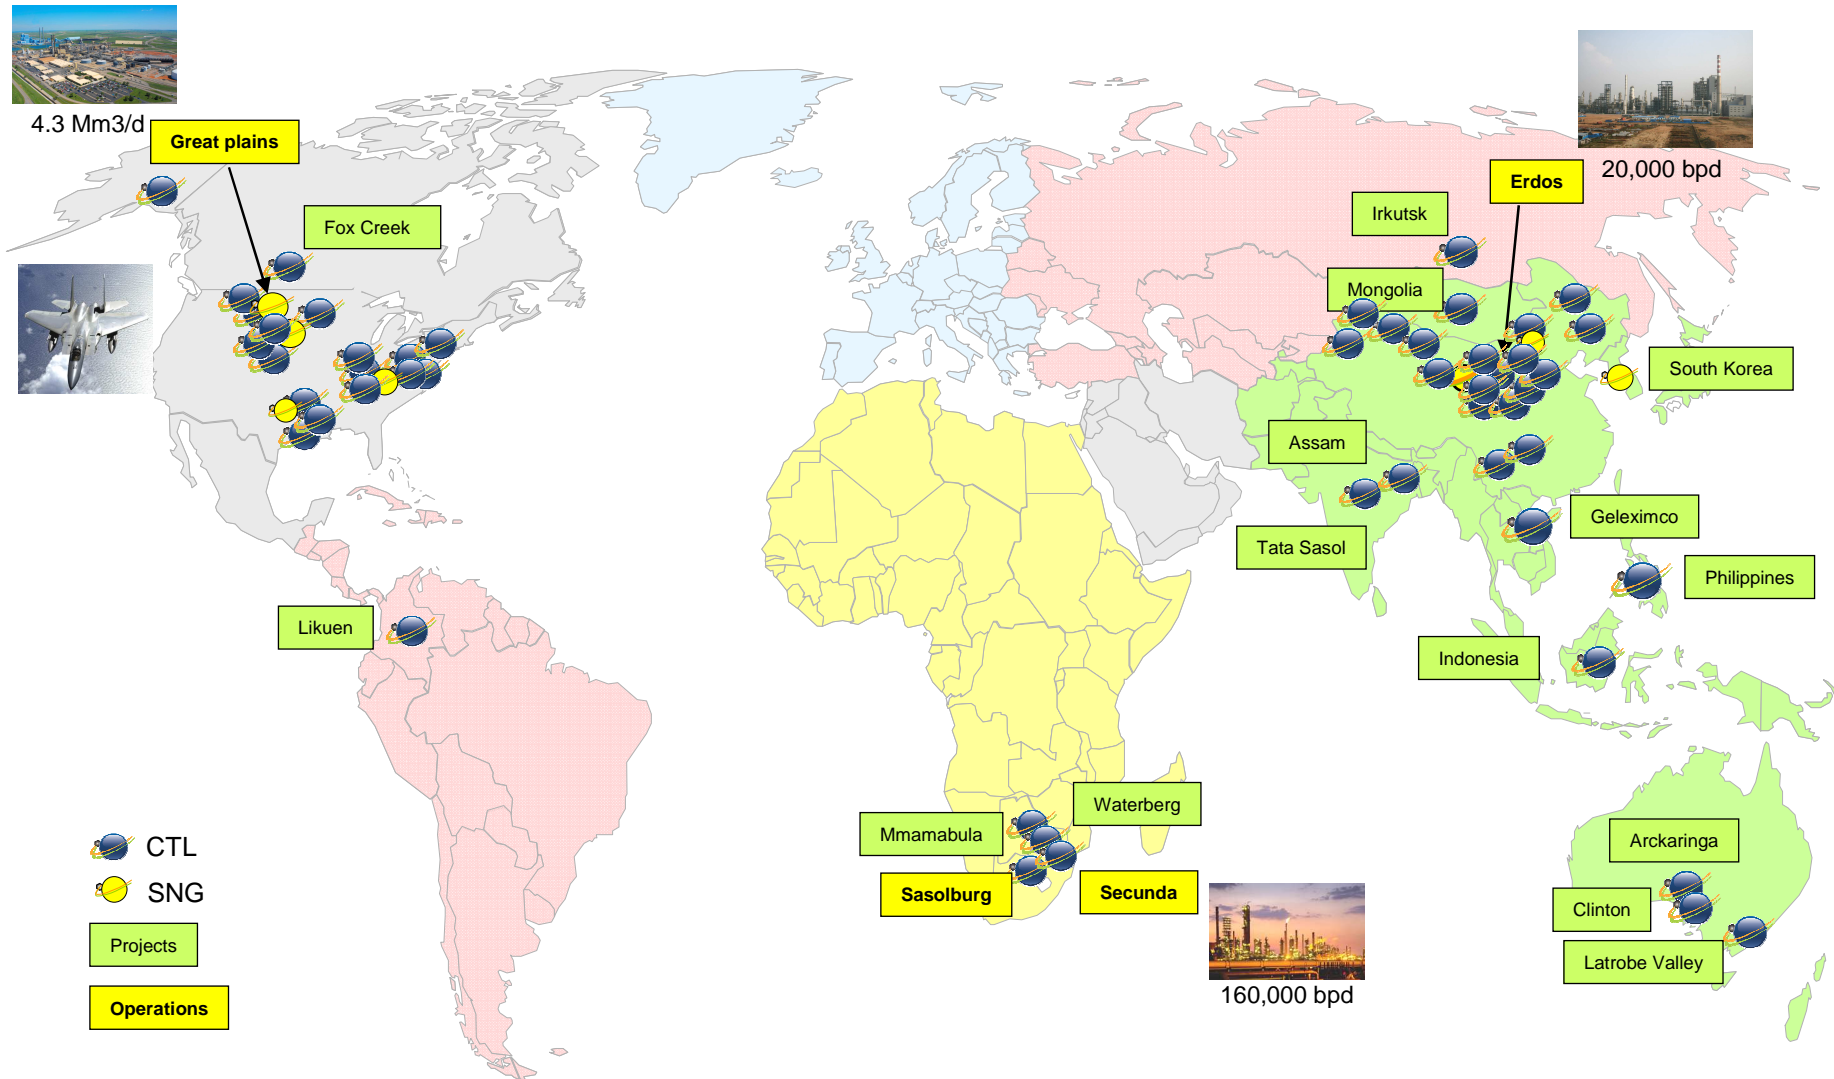 4.3 Mm3/d
Great plains
Fox Creek
20,000 bpd
Erdos
Irkutsk
Mongolia
South Korea
Assam
Geleximco
Tata Sasol
Philippines
Likuen
Indonesia
Waterberg
Mmamabula
Arckaringa
CTL
SNG
Sasolburg
Secunda
Clinton
Projects
Latrobe Valley
160,000 bpd
Operations